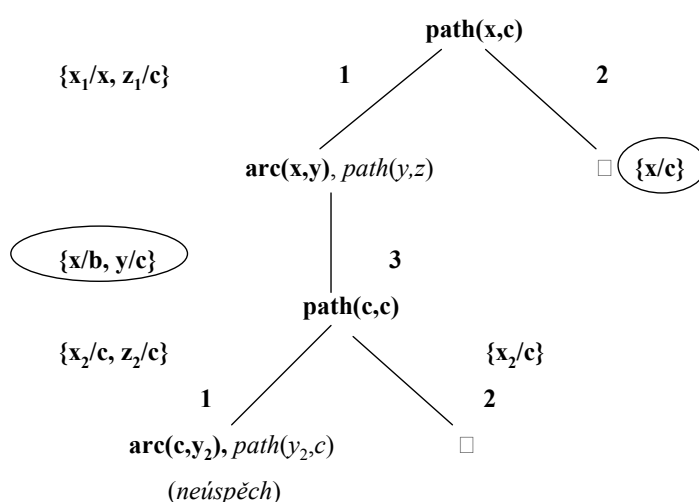 path(x,c)
{x₁/x, z₁/c} 1 2
arc(x,y), path(y,z) □ {x/c}
{x/b, y/c} 3
path(c,c)
{x₂/c, z₂/c} {x₂/c}
1 2
arc(c,y₂), path(y₂,c) □
(neúspěch)